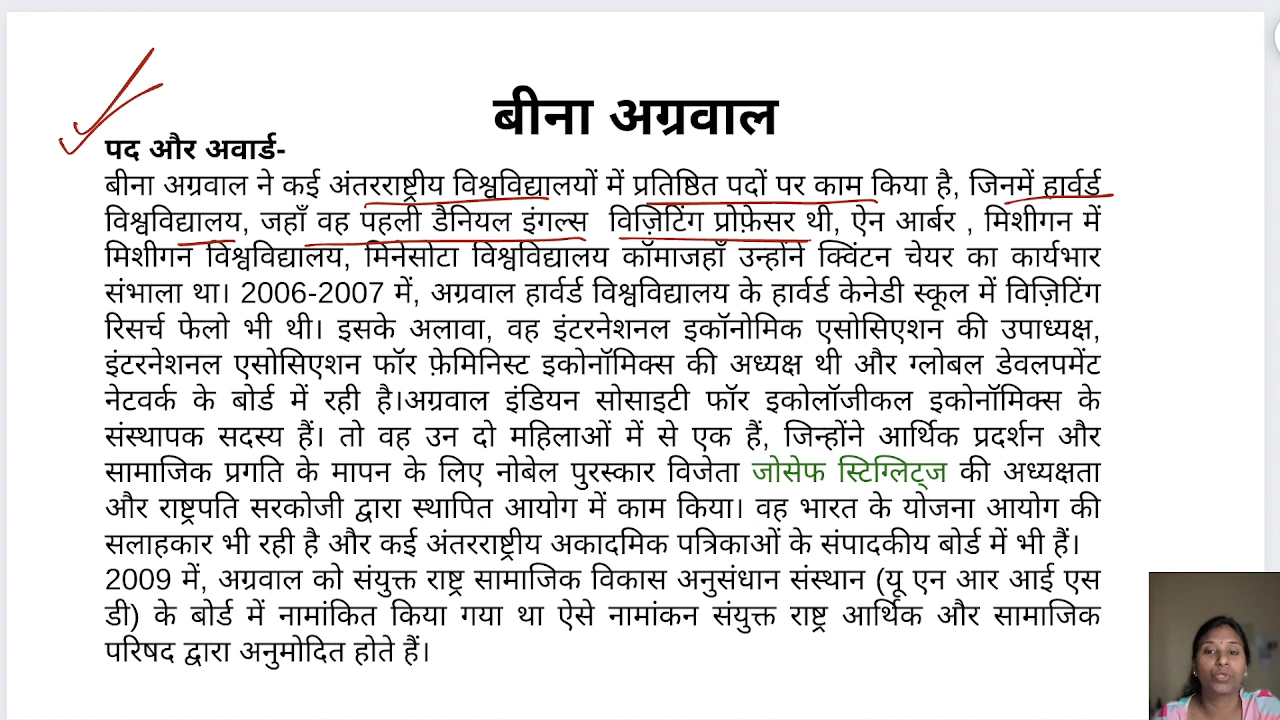 बीना अग्रवाल
पद और अवार्ड-
बीना अग्रवाल ने कई अंतरराष्ट्रीय विश्वविद्यालयों में प्रतिष्ठित पदों पर काम किया है, जिनमें हार्वर्ड
विश्वविद्यालय, जहाँ वह पहली डैनियल इंगल्स विज़िटिंग प्रोफ़ेसर थी, ऐन आर्बर , मिशीगन में
मिशीगन विश्वविद्यालय, मिनेसोटा विश्वविद्यालय कॉमाजहाँ उन्होंने क्विंटन चेयर का कार्यभार
संभाला था। 2006-2007 में, अग्रवाल हार्वर्ड विश्वविद्यालय के हार्वर्ड केनेडी स्कूल में विज़िटिंग
रिसर्च फेलो भी थी। इसके अलावा, वह इंटरनेशनल इकॉनोमिक एसोसिएशन की उपाध्यक्ष,
इंटरनेशनल एसोसिएशन फॉर फ़ेमिनिस्ट इकोनॉमिक्स की अध्यक्ष थी और ग्लोबल डेवलपमेंट
नेटवर्क के बोर्ड में रही है।अग्रवाल इंडियन सोसाइटी फॉर इकोलॉजीकल इकोनॉमिक्स के
संस्थापक सदस्य हैं। तो वह उन दो महिलाओं में से एक हैं, जिन्होंने आर्थिक प्रदर्शन और
सामाजिक प्रगति के मापन के लिए नोबेल पुरस्कार विजेता जोसेफ स्टिग्लिट्ज की अध्यक्षता
और राष्ट्रपति सरकोजी द्वारा स्थापित आयोग में काम किया। वह भारत के योजना आयोग की
सलाहकार भी रही है और कई अंतरराष्ट्रीय अकादमिक पत्रिकाओं के संपादकीय बोर्ड में भी हैं।
2009 में, अग्रवाल को संयुक्त राष्ट्र सामाजिक विकास अनुसंधान संस्थान (यू एन आर आई एस
डी) के बोर्ड में नामांकित किया गया था ऐसे नामांकन संयुक्त राष्ट्र आर्थिक और सामाजिक
परिषद द्वारा अनुमोदित होते हैं।